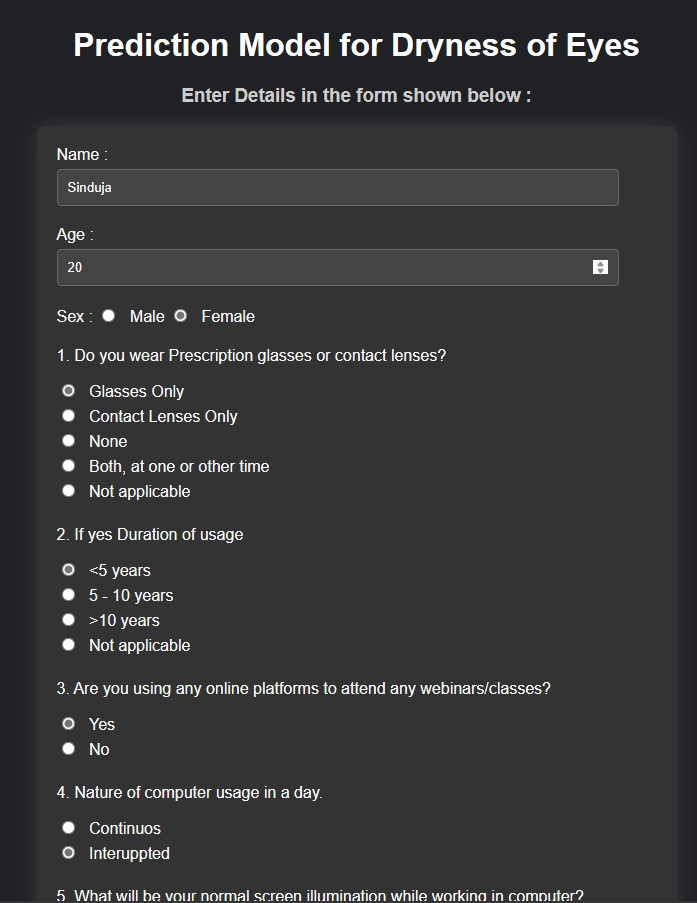 Prediction Model for Dryness of Eyes
Enter Details in the form shown below :
Name :
Sinduja
Age :
20
Sex : Male Female
1. Do you wear Prescription glasses or contact lenses?
Glasses Only
Contact Lenses Only
None
Both, at one or other time
Not applicable
2. If yes Duration of usage
<5 years
5 - 10 years
>10 years
Not applicable
3. Are you using any online platforms to attend any webinars/classes?
Yes
No
4. Nature of computer usage in a day.
Continuos
Interuppted
5. What will be your normal screen illumination while working in computer?